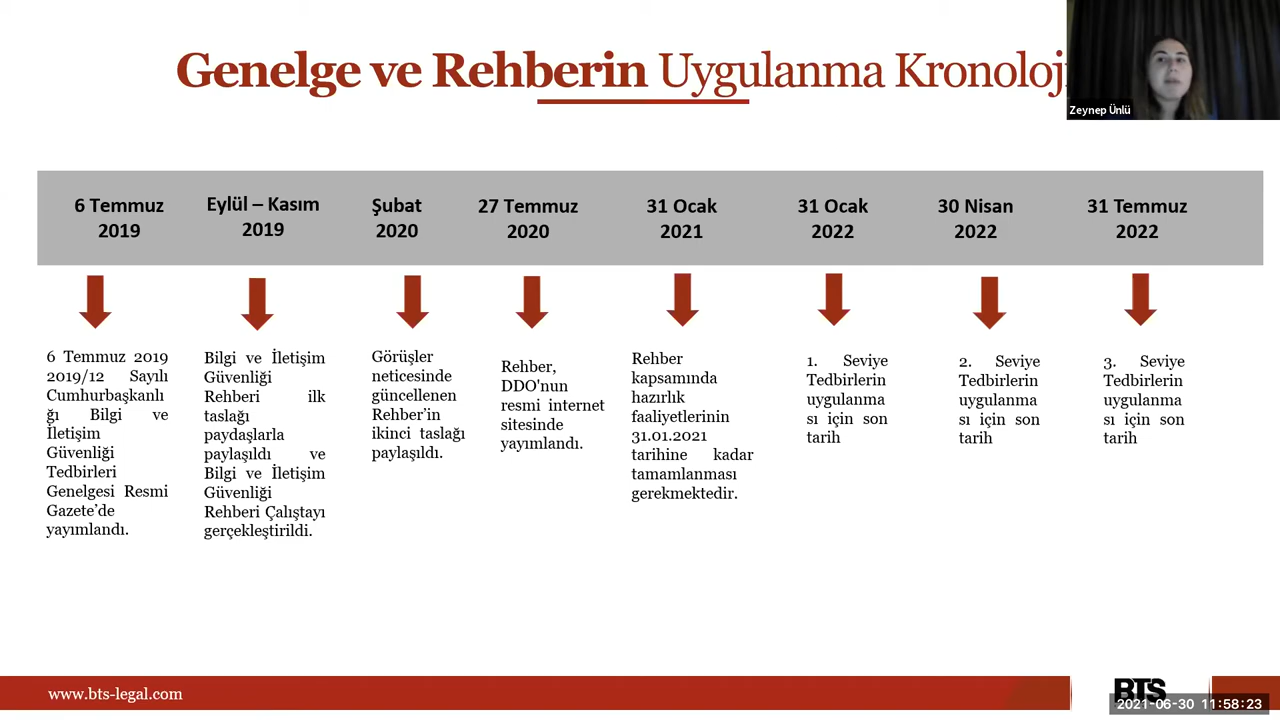 Genelge ve Rehberin Uygulanma Kronoloji
Zeynep Ünlü
6 Temmuz
2019
Eylül – Kasım
2019
Şubat
2020
27 Temmuz
2020
31 Ocak
2021
31 Ocak
2022
30 Nisan
2022
31 Temmuz
2022
6 Temmuz 2019
2019/12 Sayılı
Cumhurbaşkanlı
ğı Bilgi ve
İletişim
Güvenliği
Tedbirleri
Genelgesi Resmi
Gazete’de
yayımlandı.
Bilgi ve İletişim
Güvenliği
Rehberi ilk
taslağı
paydaşlarla
paylaşıldı ve
Bilgi ve İletişim
Güvenliği
Rehberi Çalıştayı
gerçekleştirildi.
Görüşler
neticesinde
güncellenen
Rehber’in
ikinci taslağı
paylaşıldı.
Rehber,
DDO'nun
resmi internet
sitesinde
yayımlandı.
Rehber
kapsamında
hazırlık
faaliyetlerinin
31.01.2021
tarihine kadar
tamamlanması
gerekmektedir.
1. Seviye
Tedbirlerin
uygulanma
sı için son
tarih
2. Seviye
Tedbirlerin
uygulanma
sı için son
tarih
3. Seviye
Tedbirlerin
uygulanma
sı için son
tarih
www.bts-legal.com
BTS
2021-06-30 11:58:23